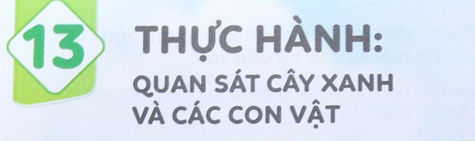 13
THỰC HÀNH:
QUAN SÁT CÂY XANH
VÀ CÁC CON VẬT